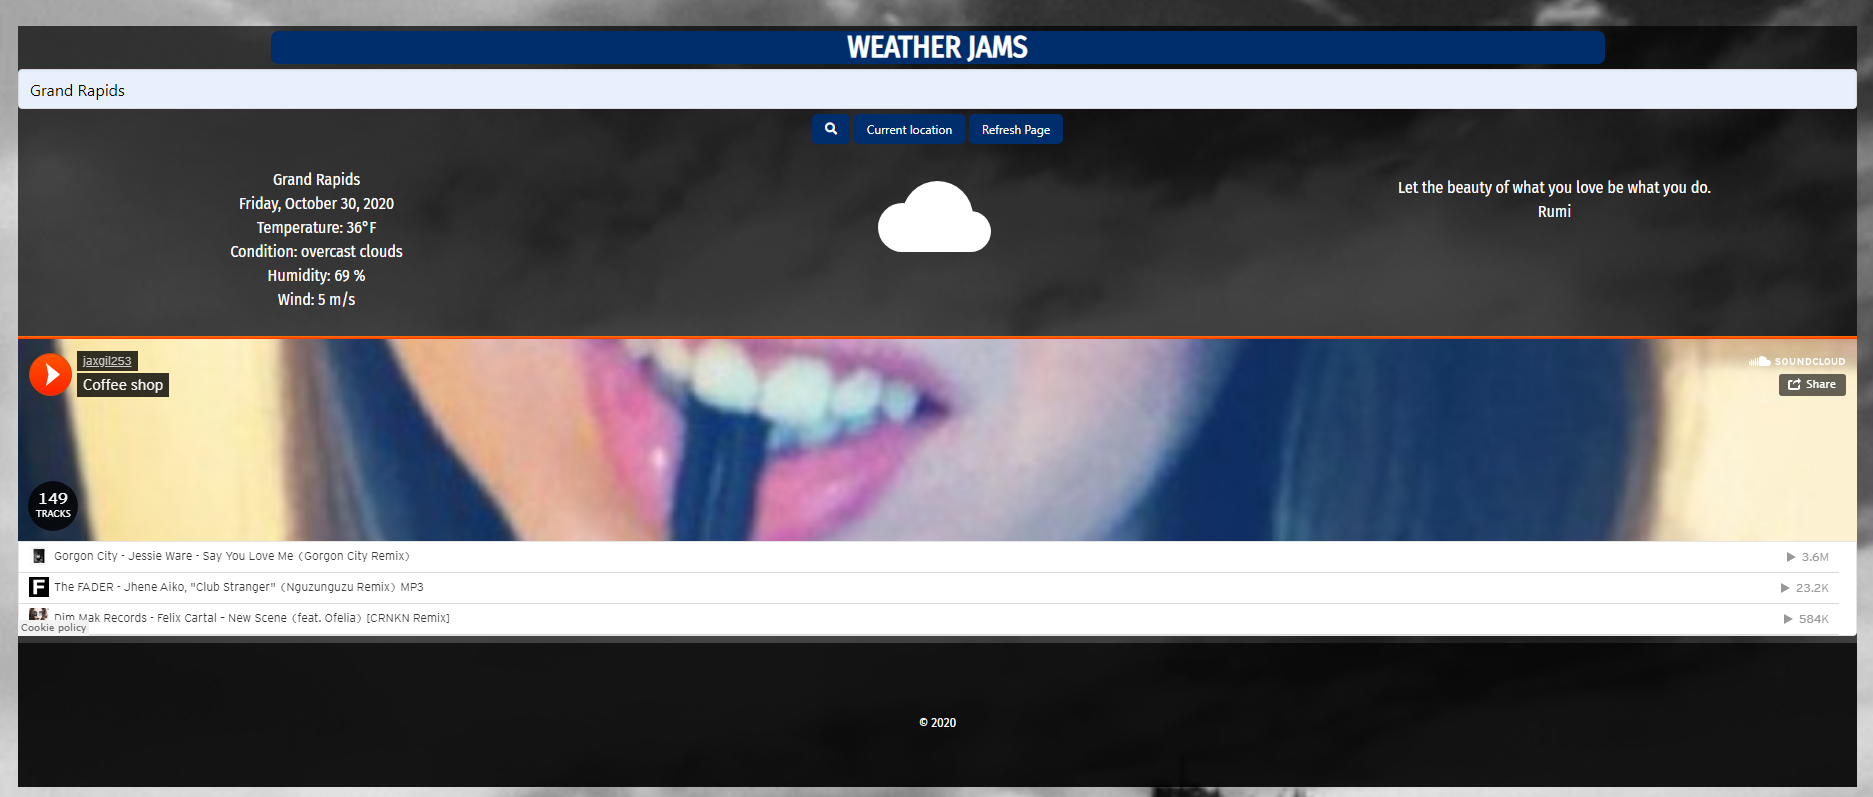 WEATHER JAMS
Grand Rapids
Current location
Refresh Page
Grand Rapids
Friday, October 30, 2020
Temperature: 36°F
Condition: overcast clouds
Humidity: 69 %
Wind: 5 m/s
Let the beauty of what you love be what you do.
Rumi
jaxgil253
Coffee shop
SOUNDCLOUD
Share
149
TRACKS
Gorgon City - Jessie Ware - Say You Love Me (Gorgon City Remix)
3.6M
F
The FADER - Jhene Aiko, "Club Stranger" (Nguzunguzu Remix) MP3
23.2K
Dim Mak Records - Felix Cartal – New Scene (feat. Ofelia) [CRNKN Remix]
584K
Cookie policy
© 2020